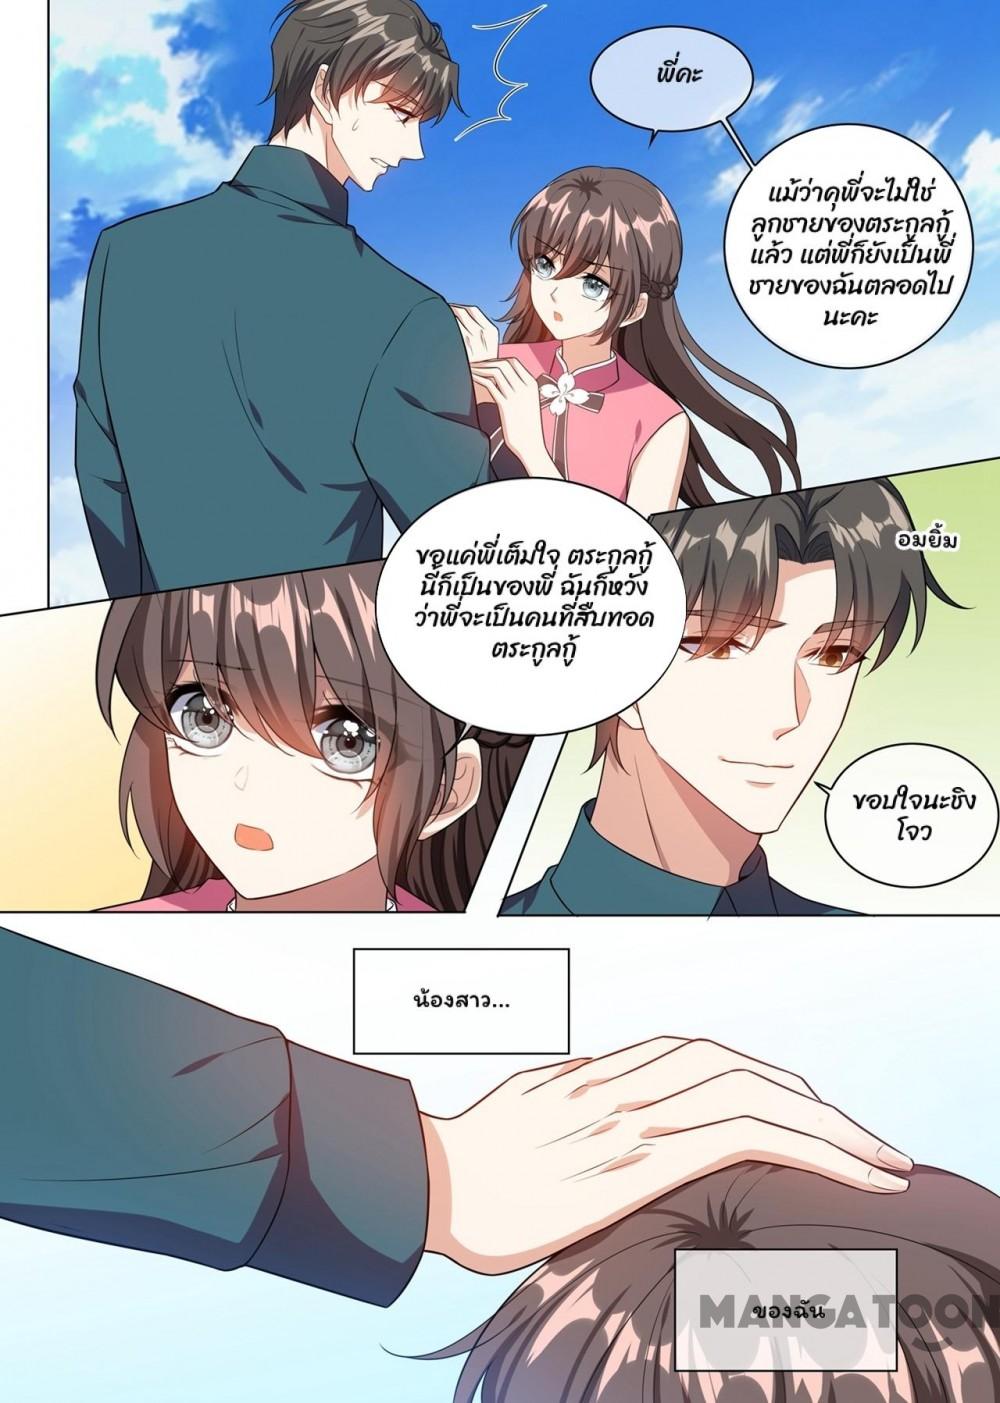 พี่คะ
แม้ว่าคุพี่จะไม่ใช่
ลูกชายของตระกูลกู้
แล้ว แต่พี่ก็ยังเป็นพี่
ชายของฉันตลอดไป
นะคะ
ขอแค่พี่เต็มใจ ตระกูลกู้
นี้ก็เป็นของพี่ ฉันก็หวัง
ว่าพี่จะเป็นคนที่สืบทอด
ตระกูลกู้
อมยิ้ม
ขอบใจนะชิง
โจว
น้องสาว...
ของฉัน
MANGATOON